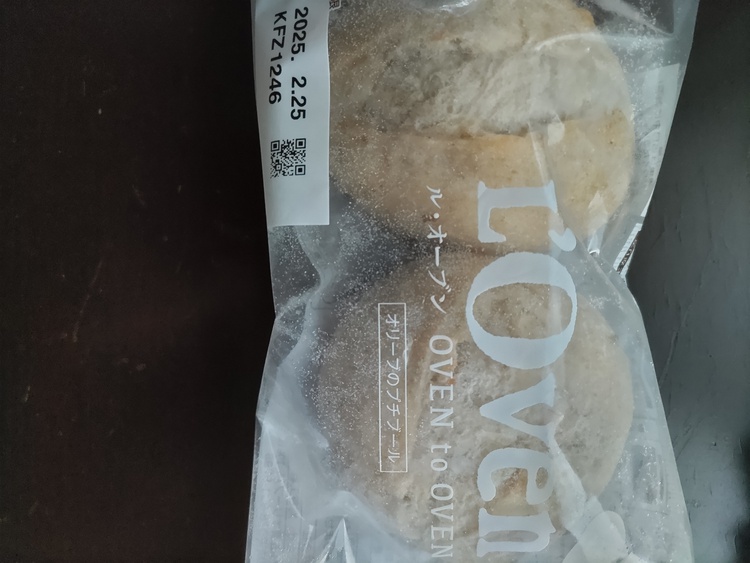 2025. 2.25
KFZ1246
L'Oven
ル・オーブン OVEN to OVEN
オリーブのプチブール